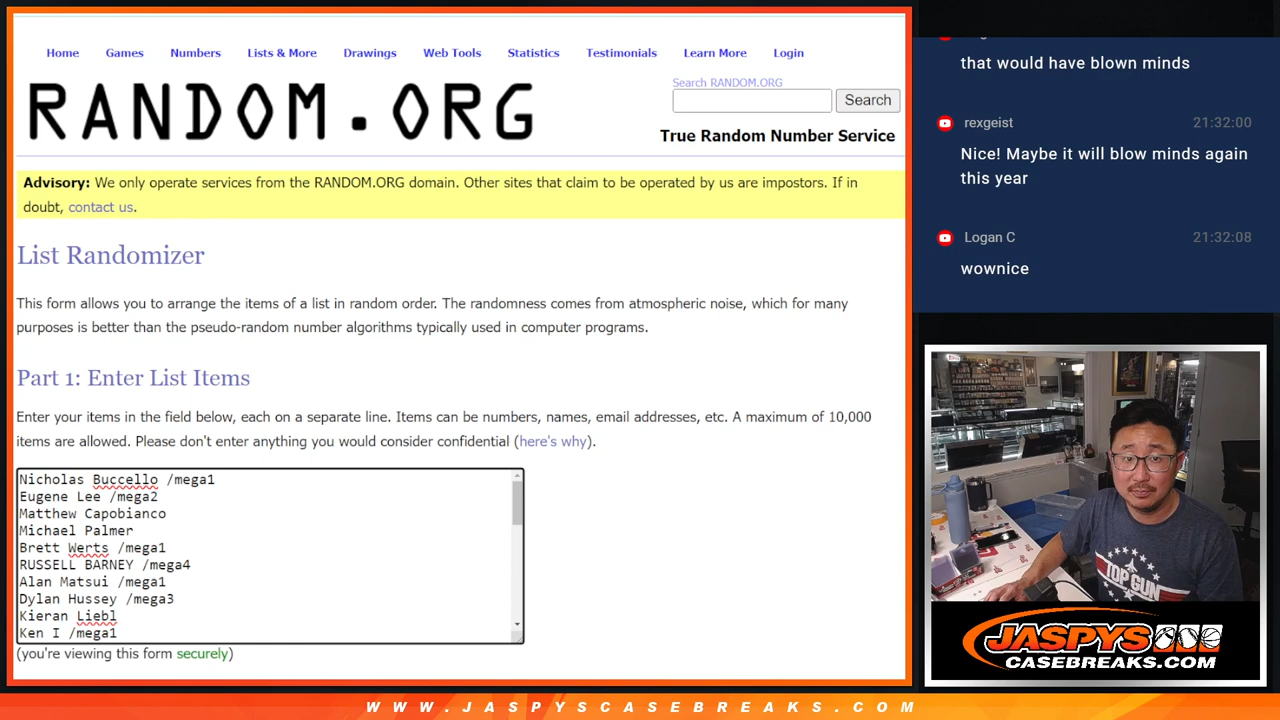 Home Games Numbers Lists & More Drawings Web Tools Statistics Testimonials Learn More Login
RANDOM.ORG
Search RANDOM.ORG
Search
True Random Number Service
Advisory: We only operate services from the RANDOM.ORG domain. Other sites that claim to be operated by us are impostors. If in
doubt, contact us.
List Randomizer
This form allows you to arrange the items of a list in random order. The randomness comes from atmospheric noise, which for many
purposes is better than the pseudo-random number algorithms typically used in computer programs.
Part 1: Enter List Items
Enter your items in the field below, each on a separate line. Items can be numbers, names, email addresses, etc. A maximum of 10,000
items are allowed. Please don't enter anything you would consider confidential (here's why).
Nicholas Buccello /mega1
Eugene Lee /mega2
Matthew Capobianco
Michael Palmer
Brett Werts /mega1
RUSSELL BARNEY /mega4
Alan Matsui /mega1
Dylan Hussey /mega3
Kieran Liebl
Ken I /mega1
(you're viewing this form securely)
that would have blown minds
rexgeist 21:32:00
Nice! Maybe it will blow minds again
this year
Logan C 21:32:08
wownice
TOP GUN
JASPYS
CASEBREAKS.COM
WWW.JASPYSCASEBREAKS.COM